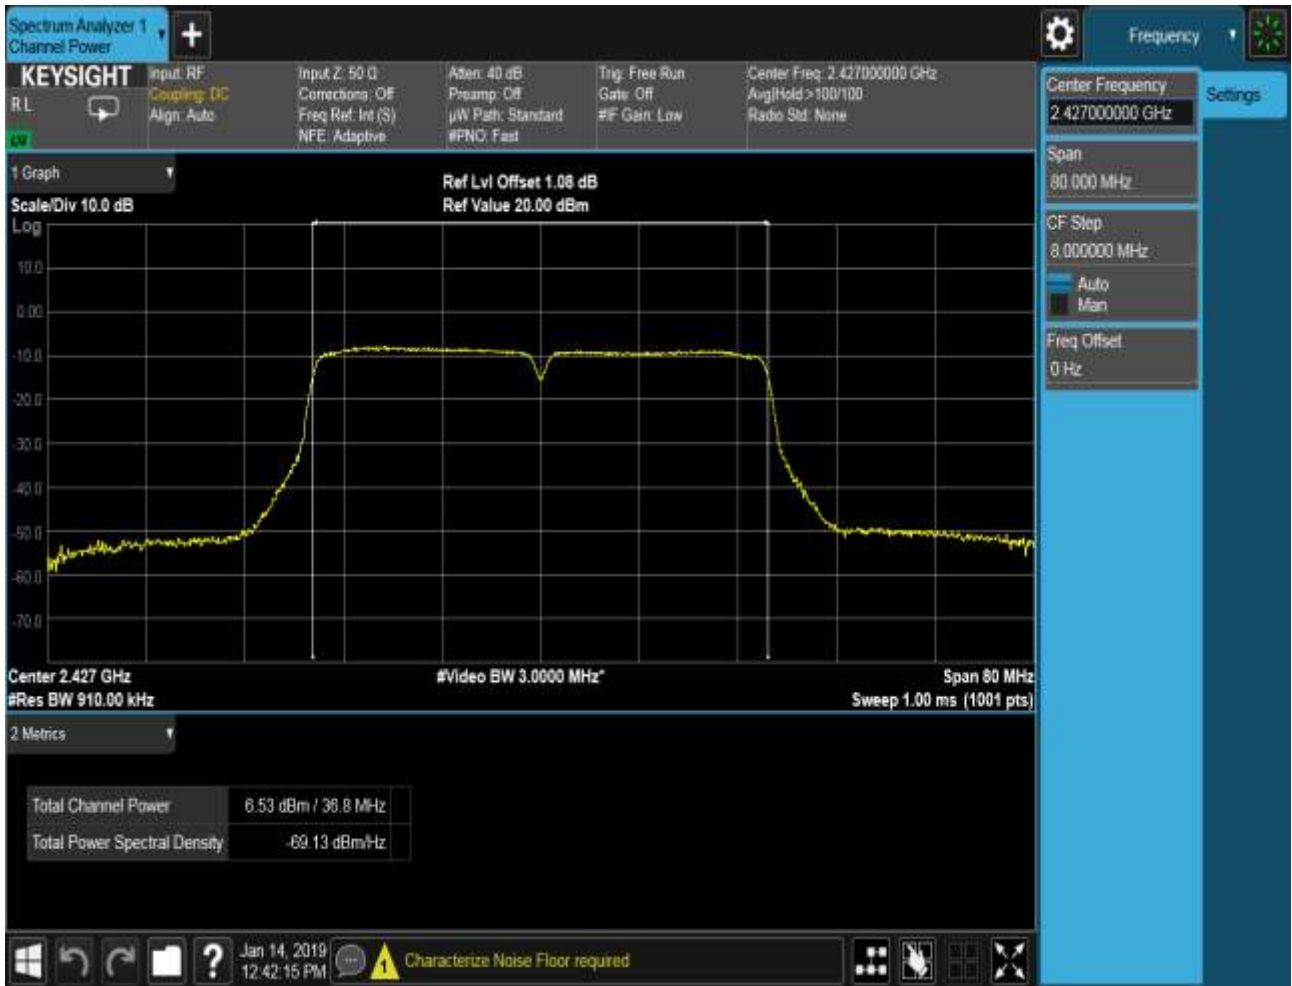 Spectrum Analyzer 1
Channel Power
+
Frequency
KEYSIGHT
RL
LXI
Input: RF
Coupling: DC
Align: Auto
Input Z: 50 Ω
Corrections: Off
Freq Ref: Int (S)
NFE: Adaptive
Atten: 40 dB
Preamp: Off
µW Path: Standard
#PNO: Fast
Trig: Free Run
Gate: Off
#IF Gain: Low
Center Freq: 2.427000000 GHz
Avg|Hold:>100/100
Radio Std: None
Center Frequency
2.427000000 GHz
Settings
Span
80.000 MHz
CF Step
8.000000 MHz
Auto
Man
Freq Offset
0 Hz
1 Graph
Scale/Div 10.0 dB
Ref Lvl Offset 1.08 dB
Ref Value 20.00 dBm
Log
10.0
0.00
-10.0
-20.0
-30.0
-40.0
-50.0
-60.0
-70.0
Center 2.427 GHz
#Video BW 3.0000 MHz*
Span 80 MHz
#Res BW 910.00 kHz
Sweep 1.00 ms (1001 pts)
2 Metrics
Total Channel Power 6.53 dBm / 36.8 MHz
Total Power Spectral Density -69.13 dBm/Hz
?
Jan 14, 2019
12:42:15 PM
1
Characterize Noise Floor required